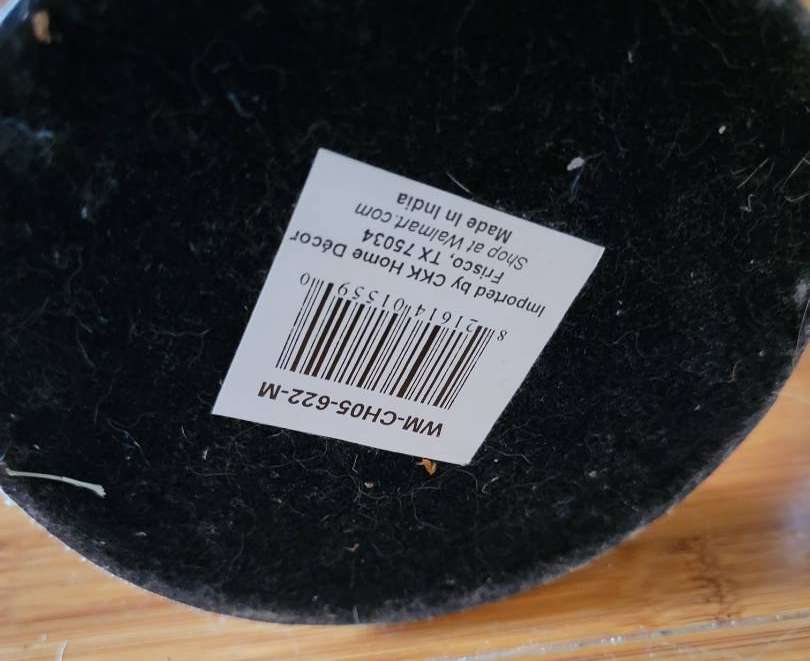 WM-CH05-622-M
8 21614 01559 0
Imported by CKK Home Décor
Frisco, TX 75034
Shop at Walmart.com
Made In India